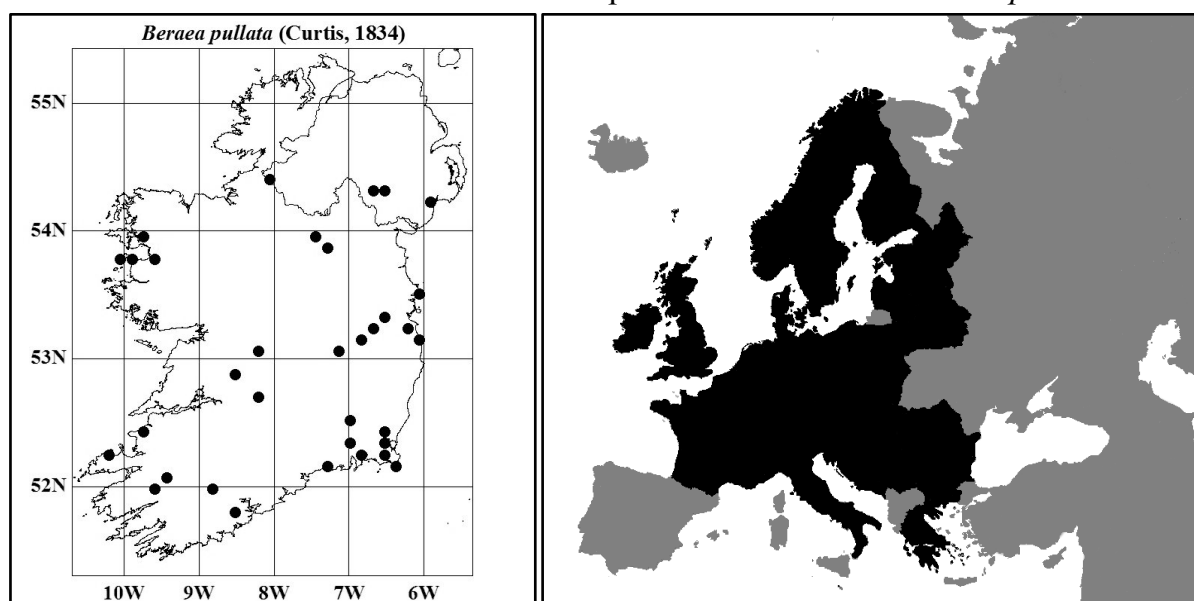 p
Beraea pullata (Curtis, 1834)
55N
54N
53N
52N
10W 9W 8W 7W 6W